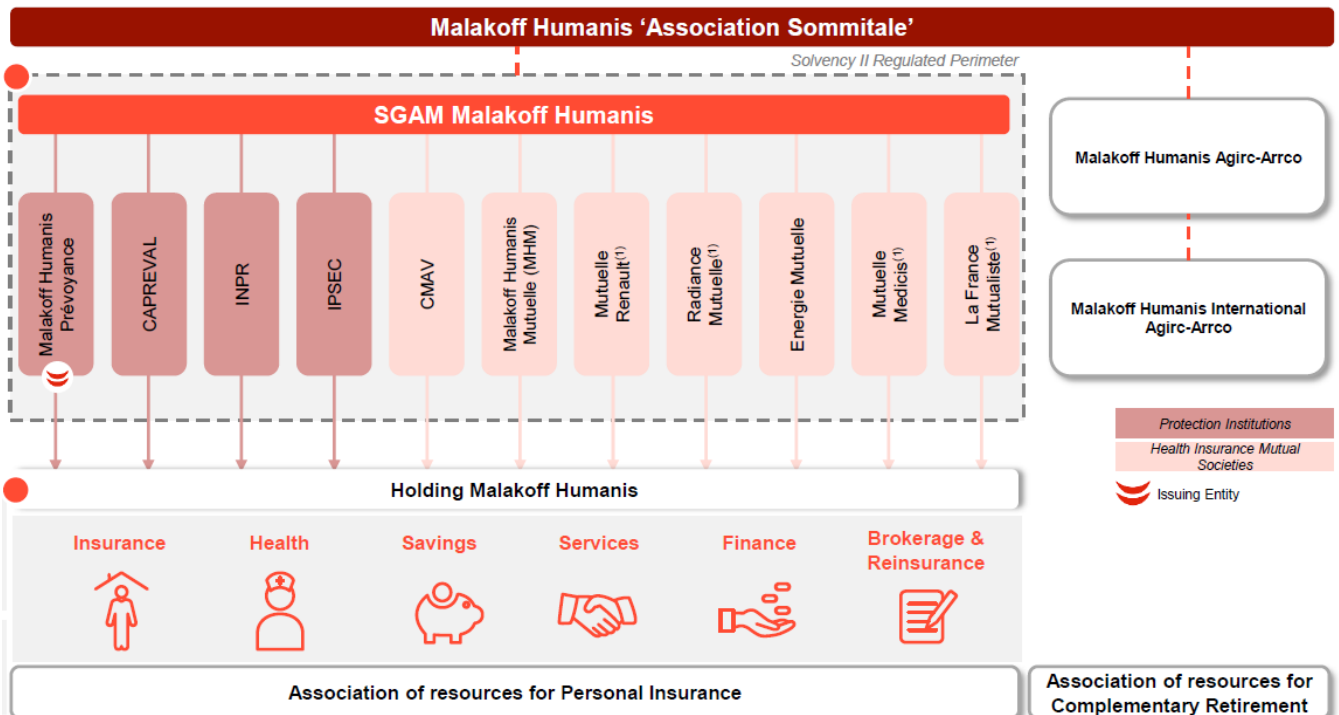 Malakoff Humanis ‘Association Sommitale’
Solvency II Regulated Perimeter
SGAM Malakoff Humanis
Malakoff Humanis
Prévoyance
CAPREVAL
INPR
IPSEC
CMAV
Malakoff Humanis
Mutuelle (MHM)
Mutuelle
Renault(1)
Radiance
Mutuelle(1)
Energie Mutuelle
Mutuelle
Medicis(1)
La France
Mutualiste(1)
Malakoff Humanis Agirc-Arrco
Malakoff Humanis International
Agirc-Arrco
Protection Institutions
Health Insurance Mutual
Societies
Issuing Entity
Holding Malakoff Humanis
Insurance
Health
Savings
Services
Finance
Brokerage &
Reinsurance
Association of resources for Personal Insurance
Association of resources for
Complementary Retirement